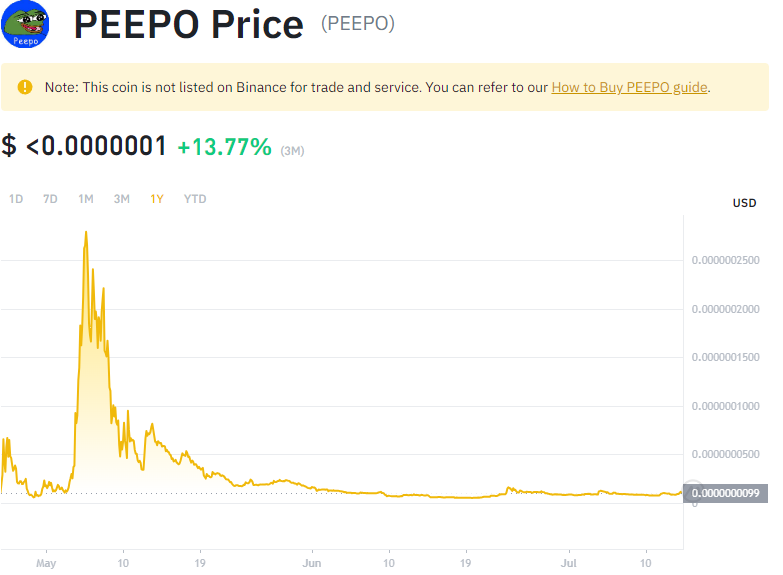 Peepo
PEEPO Price (PEEPO)
Note: This coin is not listed on Binance for trade and service. You can refer to our How to Buy PEEPO guide.
$ <0.0000001 +13.77% (3M)
1D 7D 1M 3M 1Y YTD
USD
0.0000002500
0.0000002000
0.0000001500
0.0000001000
0.0000000500
0.0000000099
0
May 10 19 Jun 10 19 Jul 10